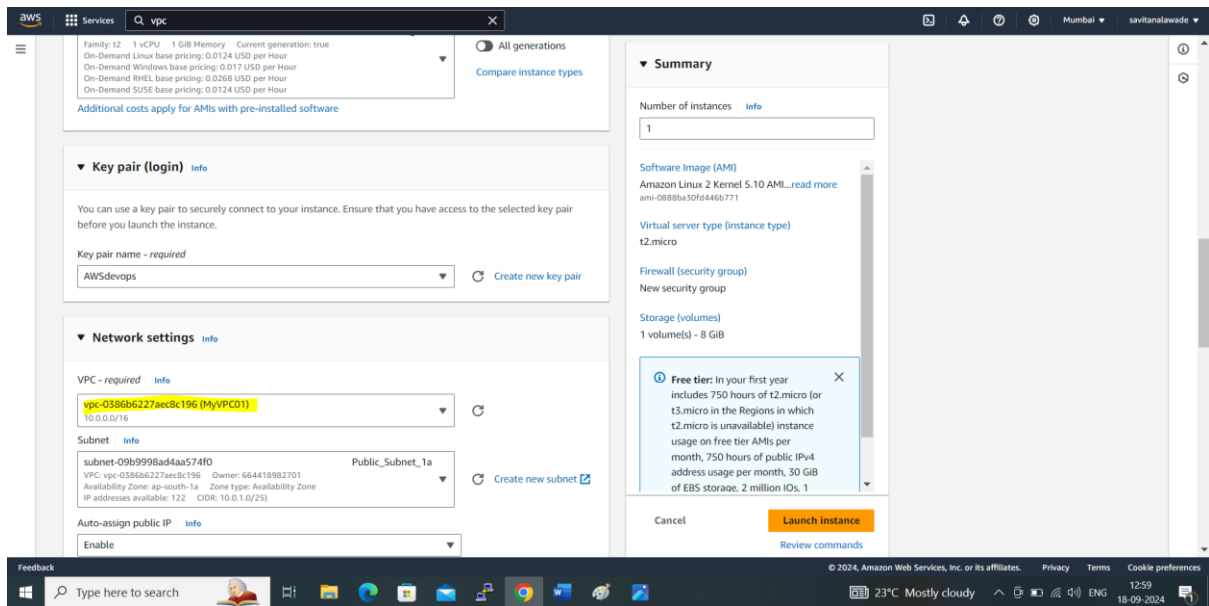 aws
Services
vpc
Mumbai
savitanalawade
Family: t2 1 vCPU 1 GiB Memory Current generation: true
On-Demand Linux base pricing: 0.0124 USD per Hour
On-Demand Windows base pricing: 0.017 USD per Hour
On-Demand RHEL base pricing: 0.0268 USD per Hour
On-Demand SUSE base pricing: 0.0124 USD per Hour
All generations
Compare instance types
Additional costs apply for AMIs with pre-installed software
Key pair (login) Info
You can use a key pair to securely connect to your instance. Ensure that you have access to the selected key pair
before you launch the instance.
Key pair name - required
AWSdevops
Create new key pair
Network settings Info
VPC - required Info
vpc-0386b6227aec8c196 (MyVPC01)
10.0.0.0/16
Subnet Info
subnet-09b9998ad4aa574f0 Public_Subnet_1a
VPC: vpc-0386b6227aec8c196 Owner: 664418982701
Availability Zone: ap-south-1a Zone type: Availability Zone
IP addresses available: 122 CIDR: 10.0.1.0/25)
Create new subnet
Auto-assign public IP Info
Enable
Summary
Number of instances Info
1
Software Image (AMI)
Amazon Linux 2 Kernel 5.10 AMI...read more
ami-0888ba30fd446b771
Virtual server type (instance type)
t2.micro
Firewall (security group)
New security group
Storage (volumes)
1 volume(s) - 8 GiB
Free tier: In your first year
includes 750 hours of t2.micro (or
t3.micro in the Regions in which
t2.micro is unavailable) instance
usage on free tier AMIs per
month, 750 hours of public IPv4
address usage per month, 30 GiB
of EBS storage, 2 million IOs, 1
Cancel
Launch instance
Review commands
Feedback
© 2024, Amazon Web Services, Inc. or its affiliates. Privacy Terms Cookie preferences
Type here to search
23°C Mostly cloudy
ENG
12:59
18-09-2024